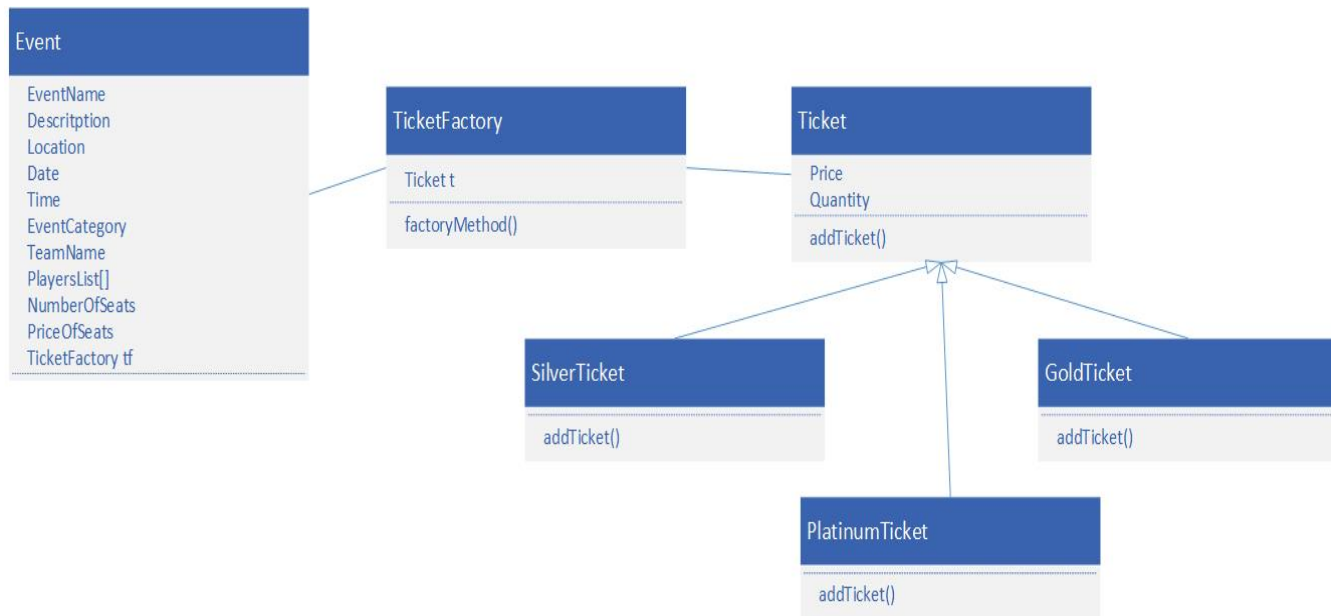 Event
EventName
Descritption
Location
Date
Time
EventCategory
TeamName
PlayersList[]
NumberOfSeats
PriceOfSeats
TicketFactory tf
TicketFactory
Ticket t
factoryMethod()
Ticket
Price
Quantity
addTicket()
SilverTicket
addTicket()
GoldTicket
addTicket()
PlatinumTicket
addTicket()